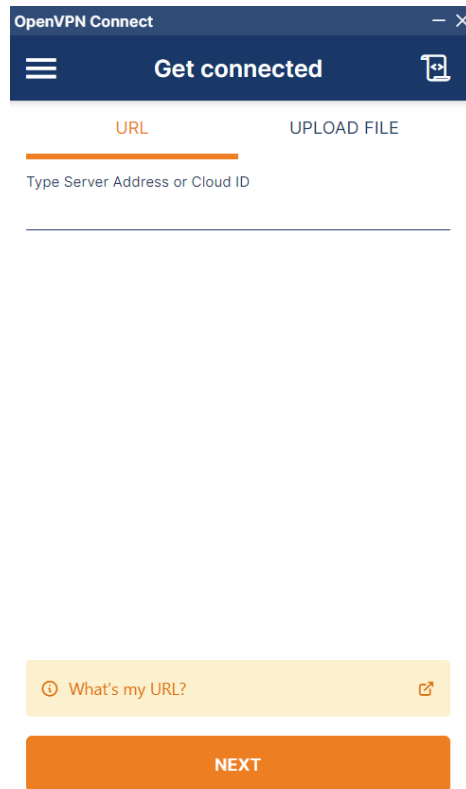 OpenVPN Connect
Get connected
URL
UPLOAD FILE
Type Server Address or Cloud ID
What's my URL?
NEXT